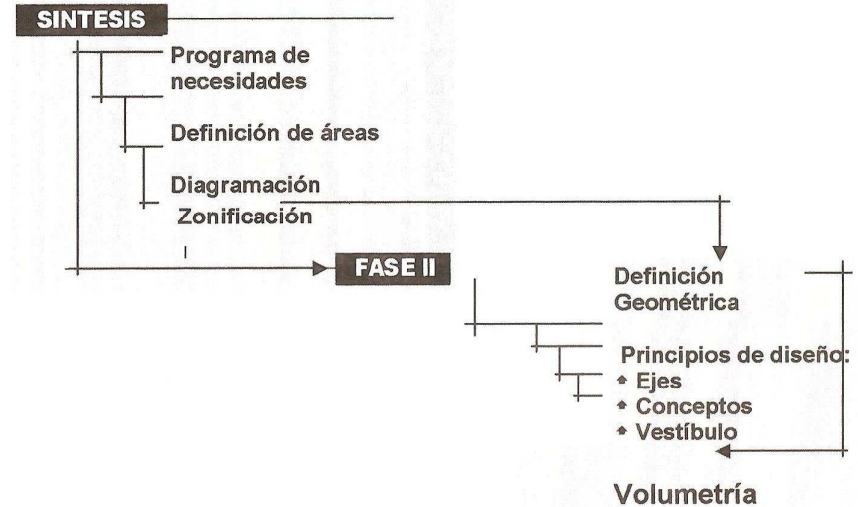 SINTESIS
Programa de
necesidades
Definición de áreas
Diagramación
Zonificación
FASE II
Definición
Geométrica
Principios de diseño:
Ejes
Conceptos
Vestíbulo
Volumetría